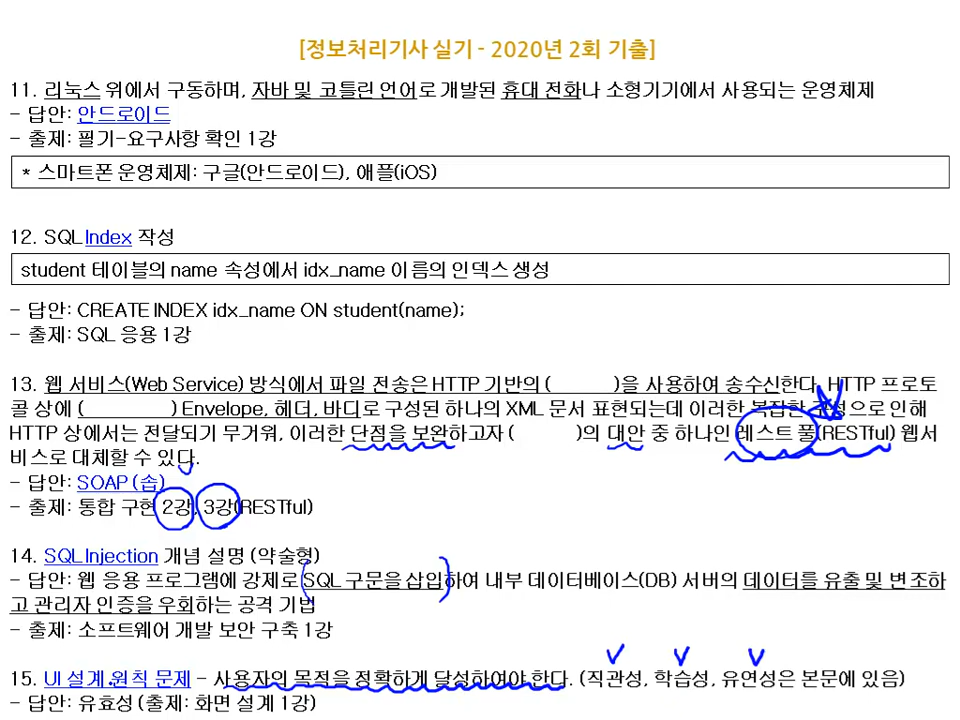 [정보처리기사 실기 - 2020년 2회 기출]
11. 리눅스 위에서 구동하며, 자바 및 코틀린 언어로 개발된 휴대 전화나 소형기기에서 사용되는 운영체제
- 답안: 안드로이드
- 출제: 필기-요구사항 확인 1강
* 스마트폰 운영체제: 구글(안드로이드), 애플(iOS)
12. SQL Index 작성
student 테이블의 name 속성에서 idx_name 이름의 인덱스 생성
- 답안: CREATE INDEX idx_name ON student(name);
- 출제: SQL 응용 1강
13. 웹 서비스(Web Service) 방식에서 파일 전송은 HTTP 기반의 (        )을 사용하여 송수신한다. HTTP 프로토
콜 상에 (            ) Envelope, 헤더, 바디로 구성된 하나의 XML 문서 표현되는데 이러한 복잡한 구성으로 인해
HTTP 상에서는 전달되기 무거워, 이러한 단점을 보완하고자 (        )의 대안 중 하나인 레스트 풀(RESTful) 웹서
비스로 대체할 수 있다.
- 답안: SOAP (솝)
- 출제: 통합 구현 2강, 3강(RESTful)
14. SQL Injection 개념 설명 (약술형)
- 답안: 웹 응용 프로그램에 강제로 SQL 구문을 삽입하여 내부 데이터베이스(DB) 서버의 데이터를 유출 및 변조하
고 관리자 인증을 우회하는 공격 기법
- 출제: 소프트웨어 개발 보안 구축 1강
15. UI 설계 원칙 문제 - 사용자의 목적을 정확하게 달성하여야 한다. (직관성, 학습성, 유연성은 본문에 있음)
- 답안: 유효성 (출제: 화면 설계 1강)